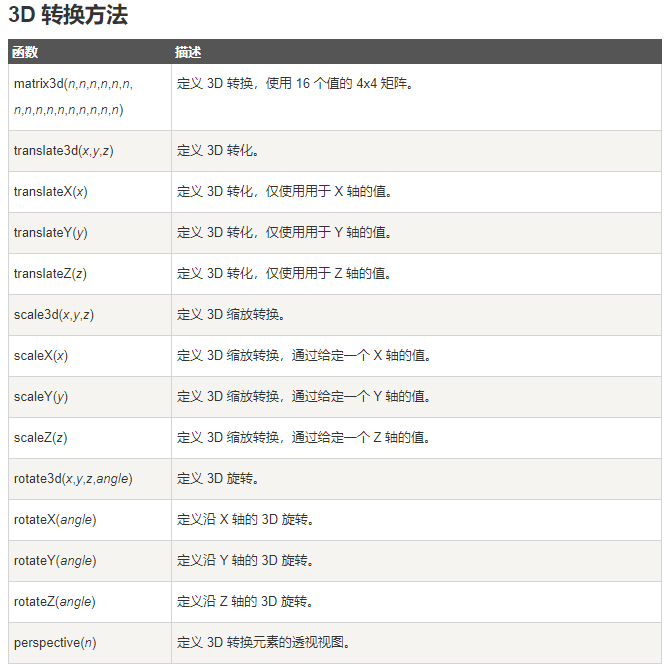 3D 转换方法
函数 描述
matrix3d(n,n,n,n,n,n, 定义 3D 转换，使用 16 个值的 4x4 矩阵。
n,n,n,n,n,n,n,n,n,n)
translate3d(x,y,z) 定义 3D 转化。
translateX(x) 定义 3D 转化，仅使用用于 X 轴的值。
translateY(y) 定义 3D 转化，仅使用用于 Y 轴的值。
translateZ(z) 定义 3D 转化，仅使用用于 Z 轴的值。
scale3d(x,y,z) 定义 3D 缩放转换。
scaleX(x) 定义 3D 缩放转换，通过给定一个 X 轴的值。
scaleY(y) 定义 3D 缩放转换，通过给定一个 Y 轴的值。
scaleZ(z) 定义 3D 缩放转换，通过给定一个 Z 轴的值。
rotate3d(x,y,z,angle) 定义 3D 旋转。
rotateX(angle) 定义沿 X 轴的 3D 旋转。
rotateY(angle) 定义沿 Y 轴的 3D 旋转。
rotateZ(angle) 定义沿 Z 轴的 3D 旋转。
perspective(n) 定义 3D 转换元素的透视视图。